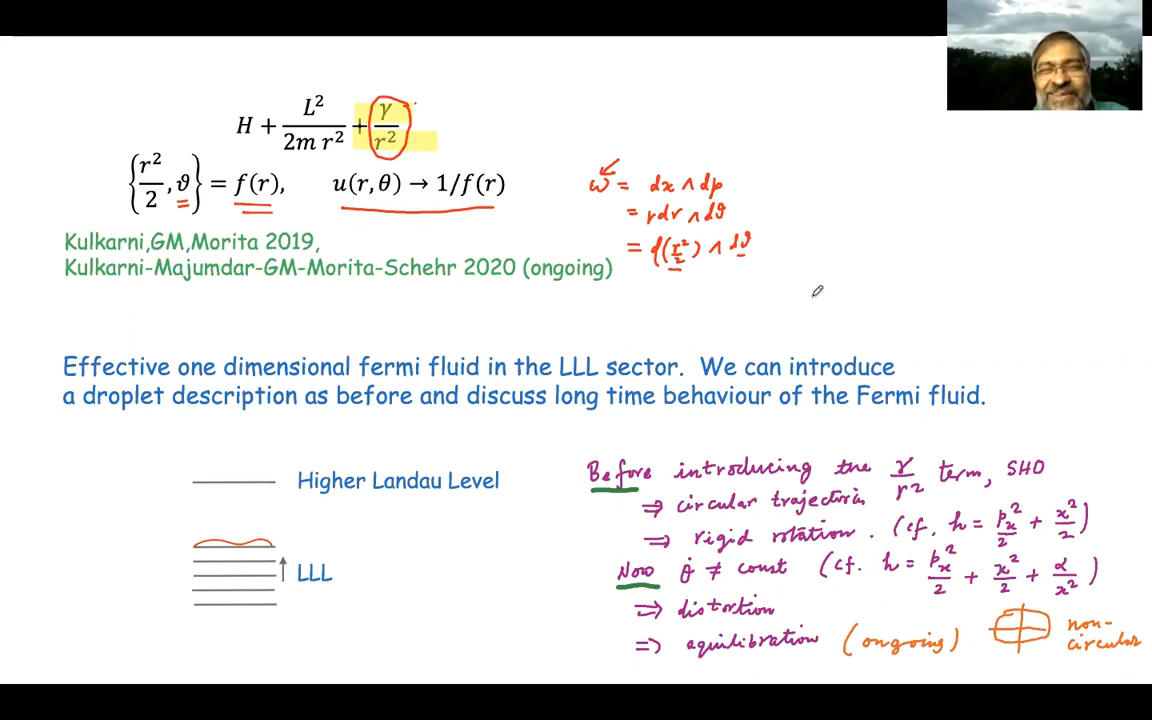 H + L²/2m r² + γ/r²
{r²/2, ϑ} = f(r), u(r, θ) → 1/f(r)
ω = dx ∧ dp
= r dr ∧ dϑ
= d(r²/2) ∧ dϑ
Kulkarni,GM,Morita 2019,
Kulkarni-Majumdar-GM-Morita-Schehr 2020 (ongoing)
Effective one dimensional fermi fluid in the LLL sector. We can introduce
a droplet description as before and discuss long time behaviour of the Fermi fluid.
Higher Landau Level
LLL
Before introducing the γ/r² term, SHO
⇒ circular trajectories
⇒ rigid rotation. (cf. h = pₓ²/2 + x²/2)
Now θ̇ ≠ const (cf. h = pₓ²/2 + x²/2 + α/x²)
⇒ distortion
⇒ equilibration (ongoing)
non-
circular